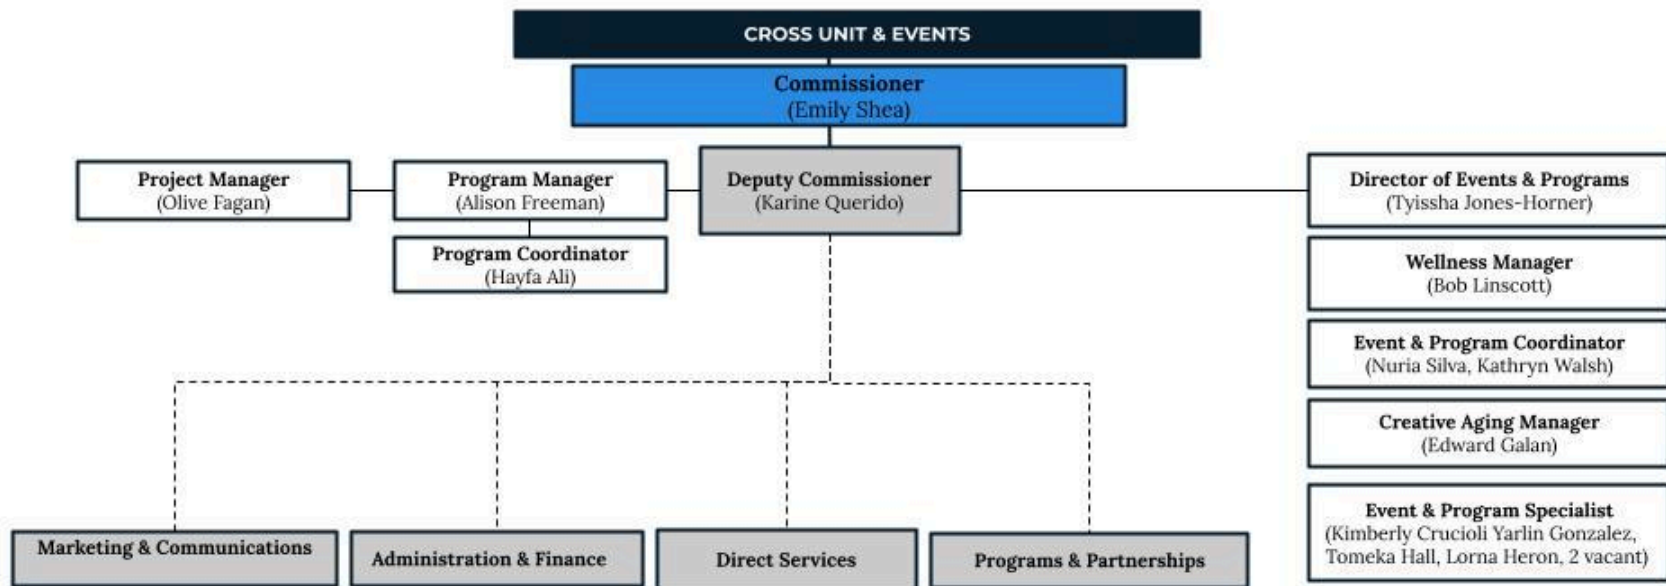 CROSS UNIT & EVENTS
Commissioner
(Emily Shea)
Project Manager
(Olive Fagan)
Program Manager
(Alison Freeman)
Deputy Commissioner
(Karine Querido)
Director of Events & Programs
(Tyissha Jones-Horner)
Program Coordinator
(Hayfa Ali)
Wellness Manager
(Bob Linscott)
Event & Program Coordinator
(Nuria Silva, Kathryn Walsh)
Creative Aging Manager
(Edward Galan)
Event & Program Specialist
(Kimberly Crucioli Yarlin Gonzalez,
Tomeka Hall, Lorna Heron, 2 vacant)
Marketing & Communications
Administration & Finance
Direct Services
Programs & Partnerships